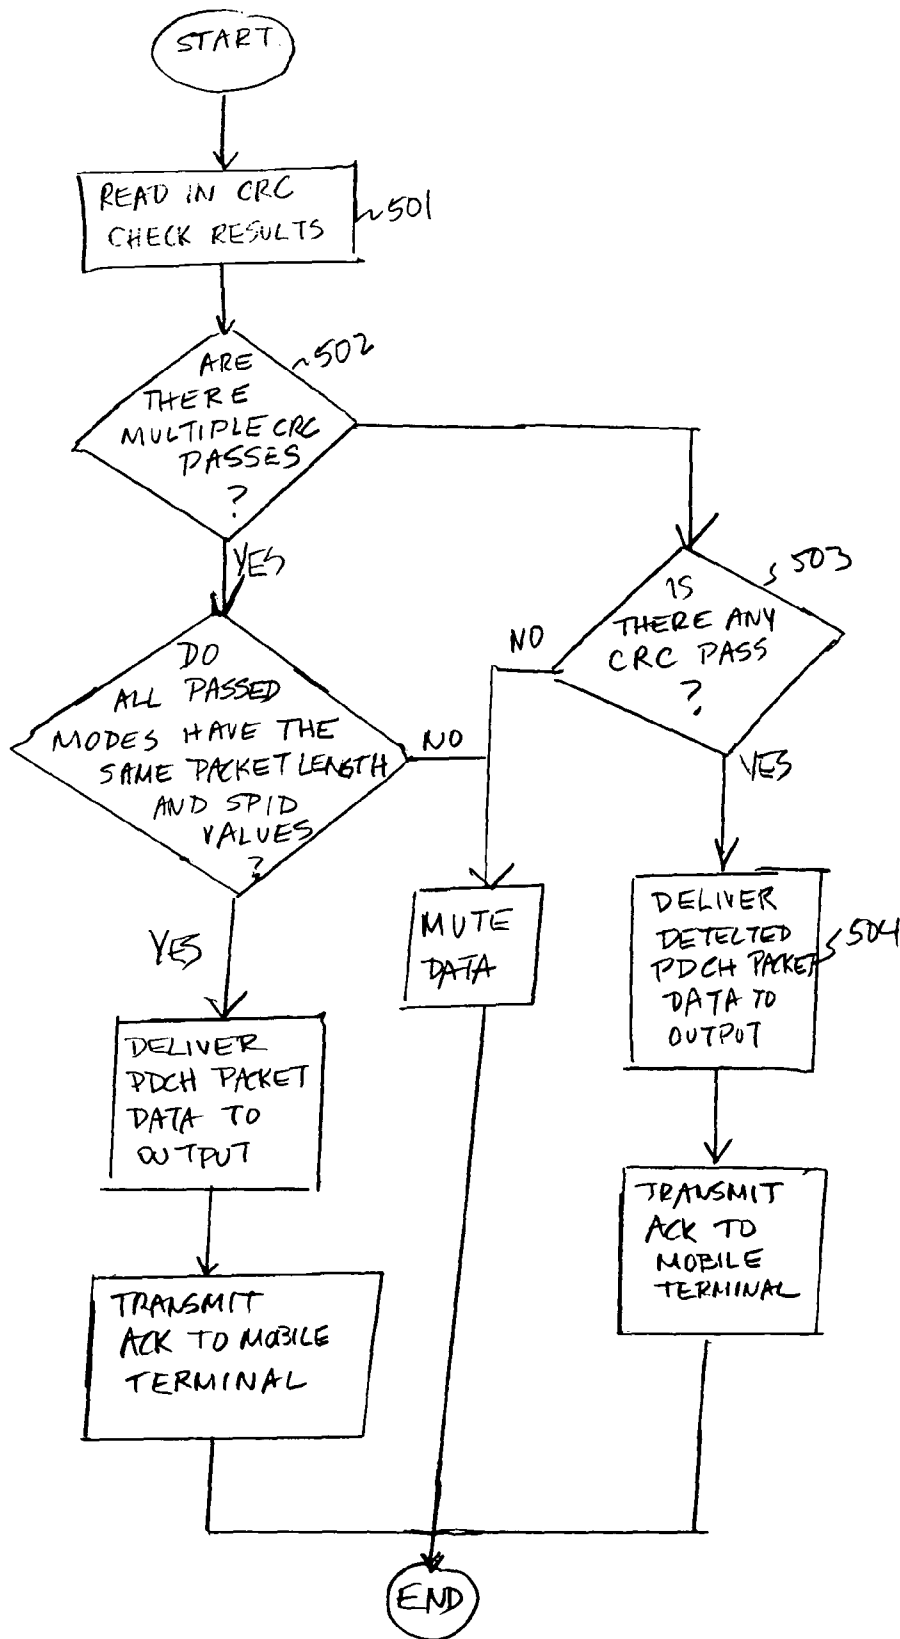 START
READ IN CRC
CHECK RESULTS
501
ARE
THERE
MULTIPLE CRC
PASSES
?
502
YES
IS
THERE ANY
CRC PASS
?
503
NO
YES
DO
ALL PASSED
MODES HAVE THE
SAME PACKET LENGTH
AND SPID
VALUES
?
NO
YES
MUTE
DATA
DELIVER
DETECTED
PDCH PACKET
DATA TO
OUTPUT
504
DELIVER
PDCH PACKET
DATA TO
OUTPUT
TRANSMIT
ACK TO
MOBILE
TERMINAL
TRANSMIT
ACK TO MOBILE
TERMINAL
END